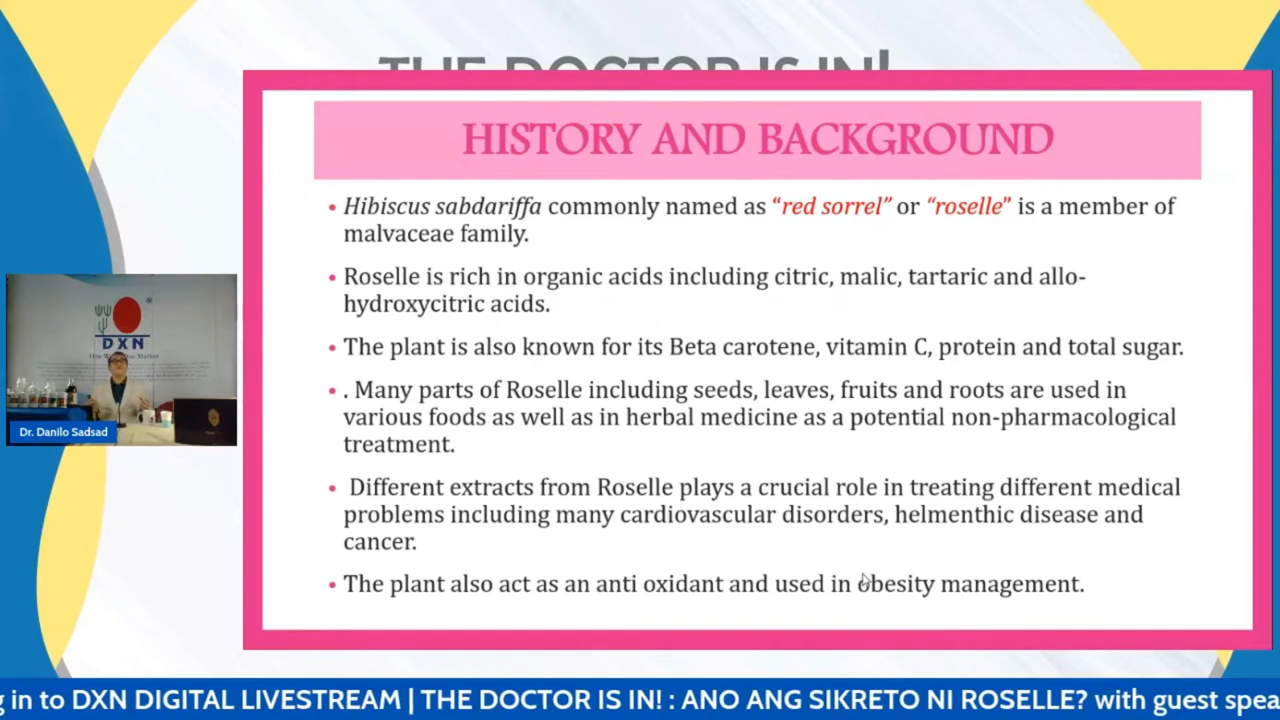 THE DOCTOR IS IN!
HISTORY AND BACKGROUND
• Hibiscus sabdariffa commonly named as “red sorrel” or “roselle” is a member of
malvaceae family.
• Roselle is rich in organic acids including citric, malic, tartaric and allo-
hydroxycitric acids.
• The plant is also known for its Beta carotene, vitamin C, protein and total sugar.
• . Many parts of Roselle including seeds, leaves, fruits and roots are used in
various foods as well as in herbal medicine as a potential non-pharmacological
treatment.
• Different extracts from Roselle plays a crucial role in treating different medical
problems including many cardiovascular disorders, helmenthic disease and
cancer.
• The plant also act as an anti oxidant and used in obesity management.
DXN
Dr. Danilo Sadsad
g in to DXN DIGITAL LIVESTREAM | THE DOCTOR IS IN! : ANO ANG SIKRETO NI ROSELLE? with guest spea